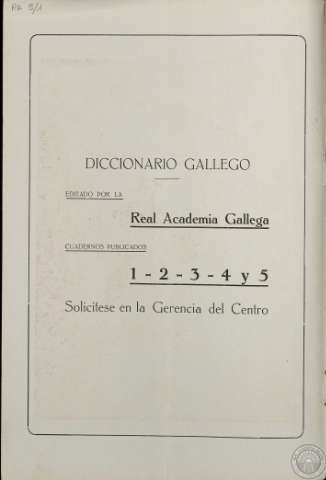 DICCIONARIO GALLEGO
EDITADO POR LA
Real Academia Gallega
CUADERNOS PUBLICADOS
1 - 2 - 3 - 4 y 5
Solicítese en la Gerencia del Centro